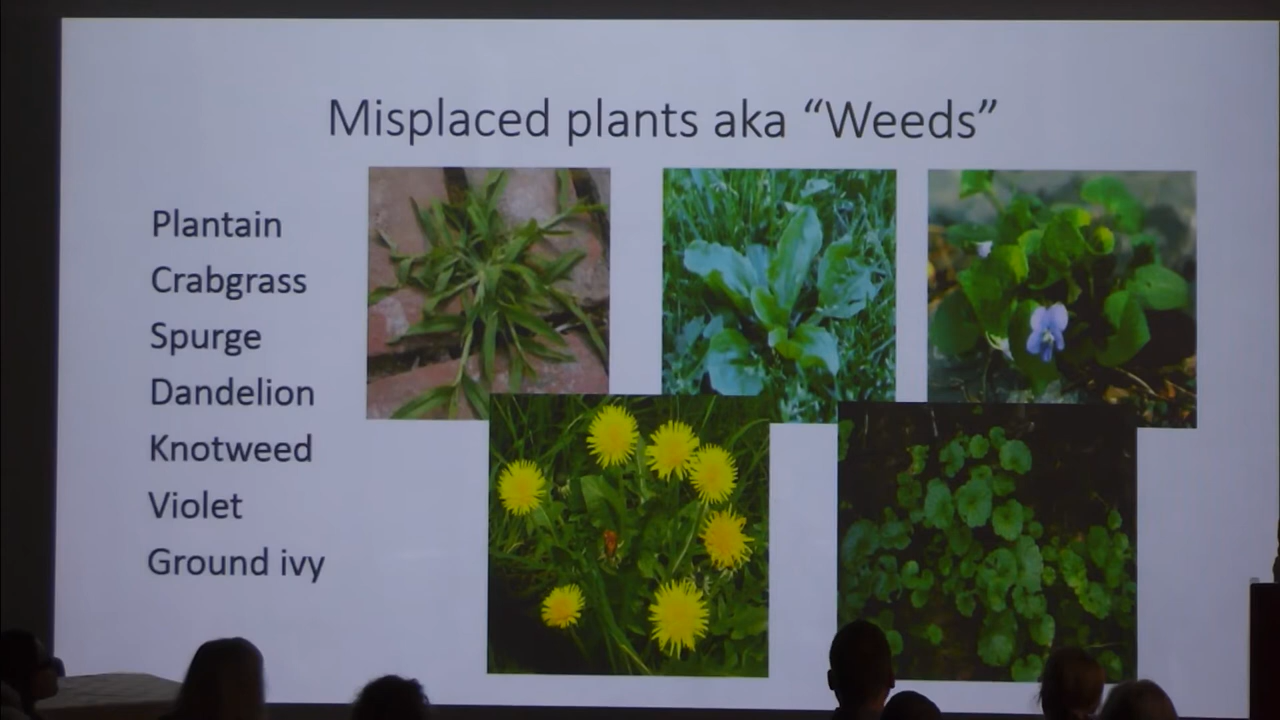 Misplaced plants aka “Weeds”
Plantain
Crabgrass
Spurge
Dandelion
Knotweed
Violet
Ground ivy